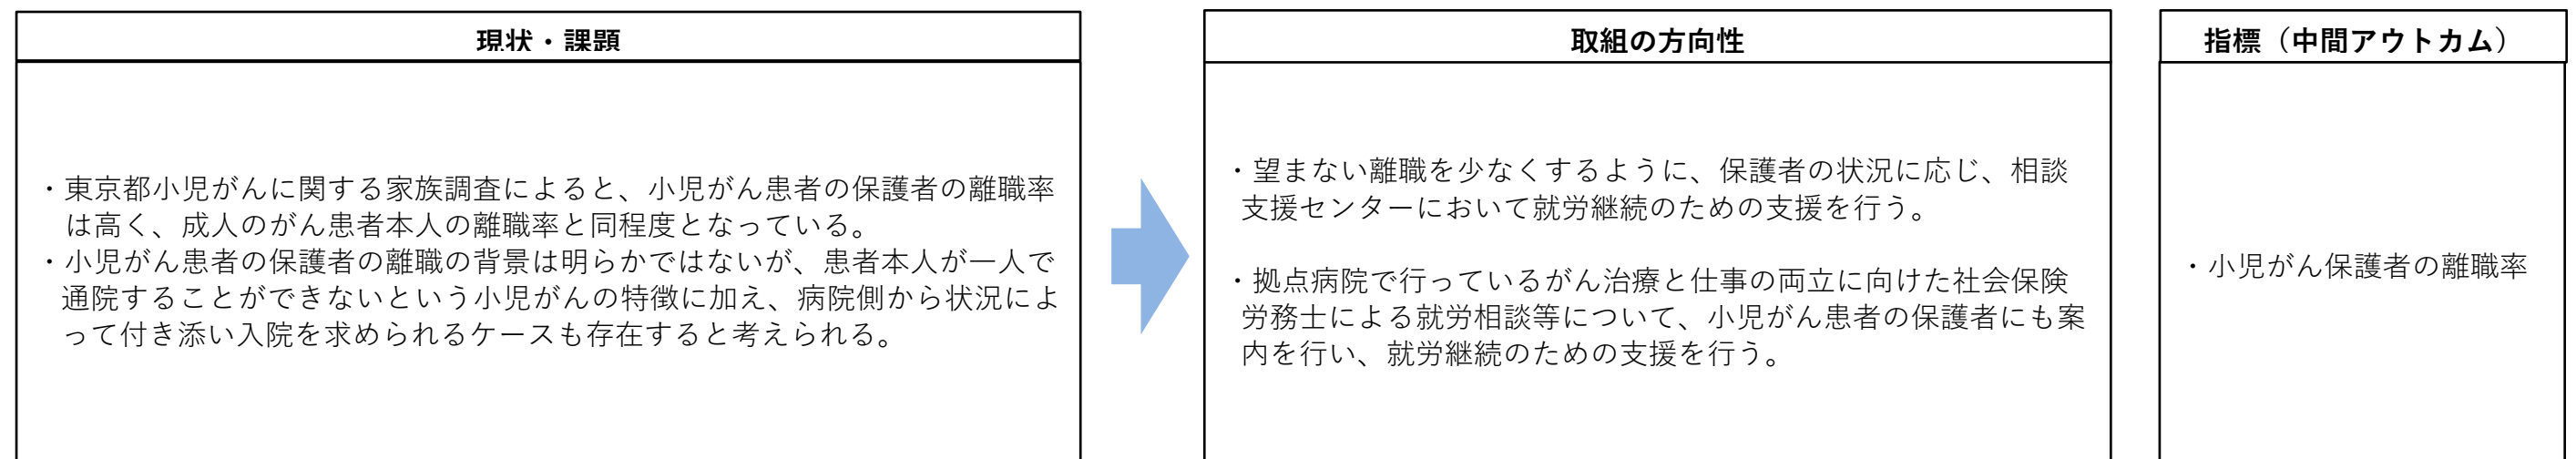 現状・課題
・東京都小児がんに関する家族調査によると、小児がん患者の保護者の離職率
は高く、成人のがん患者本人の離職率と同程度となっている。
・小児がん患者の保護者の離職の背景は明らかではないが、患者本人が一人で
通院することができないという小児がんの特徴に加え、病院側から状況によ
って付き添い入院を求められるケースも存在すると考えられる。
取組の方向性
・望まない離職を少なくするように、保護者の状況に応じ、相談
支援センターにおいて就労継続のための支援を行う。
・拠点病院で行っているがん治療と仕事の両立に向けた社会保険
労務士による就労相談等について、小児がん患者の保護者にも案
内を行い、就労継続のための支援を行う。
指標（中間アウトカム）
・小児がん保護者の離職率